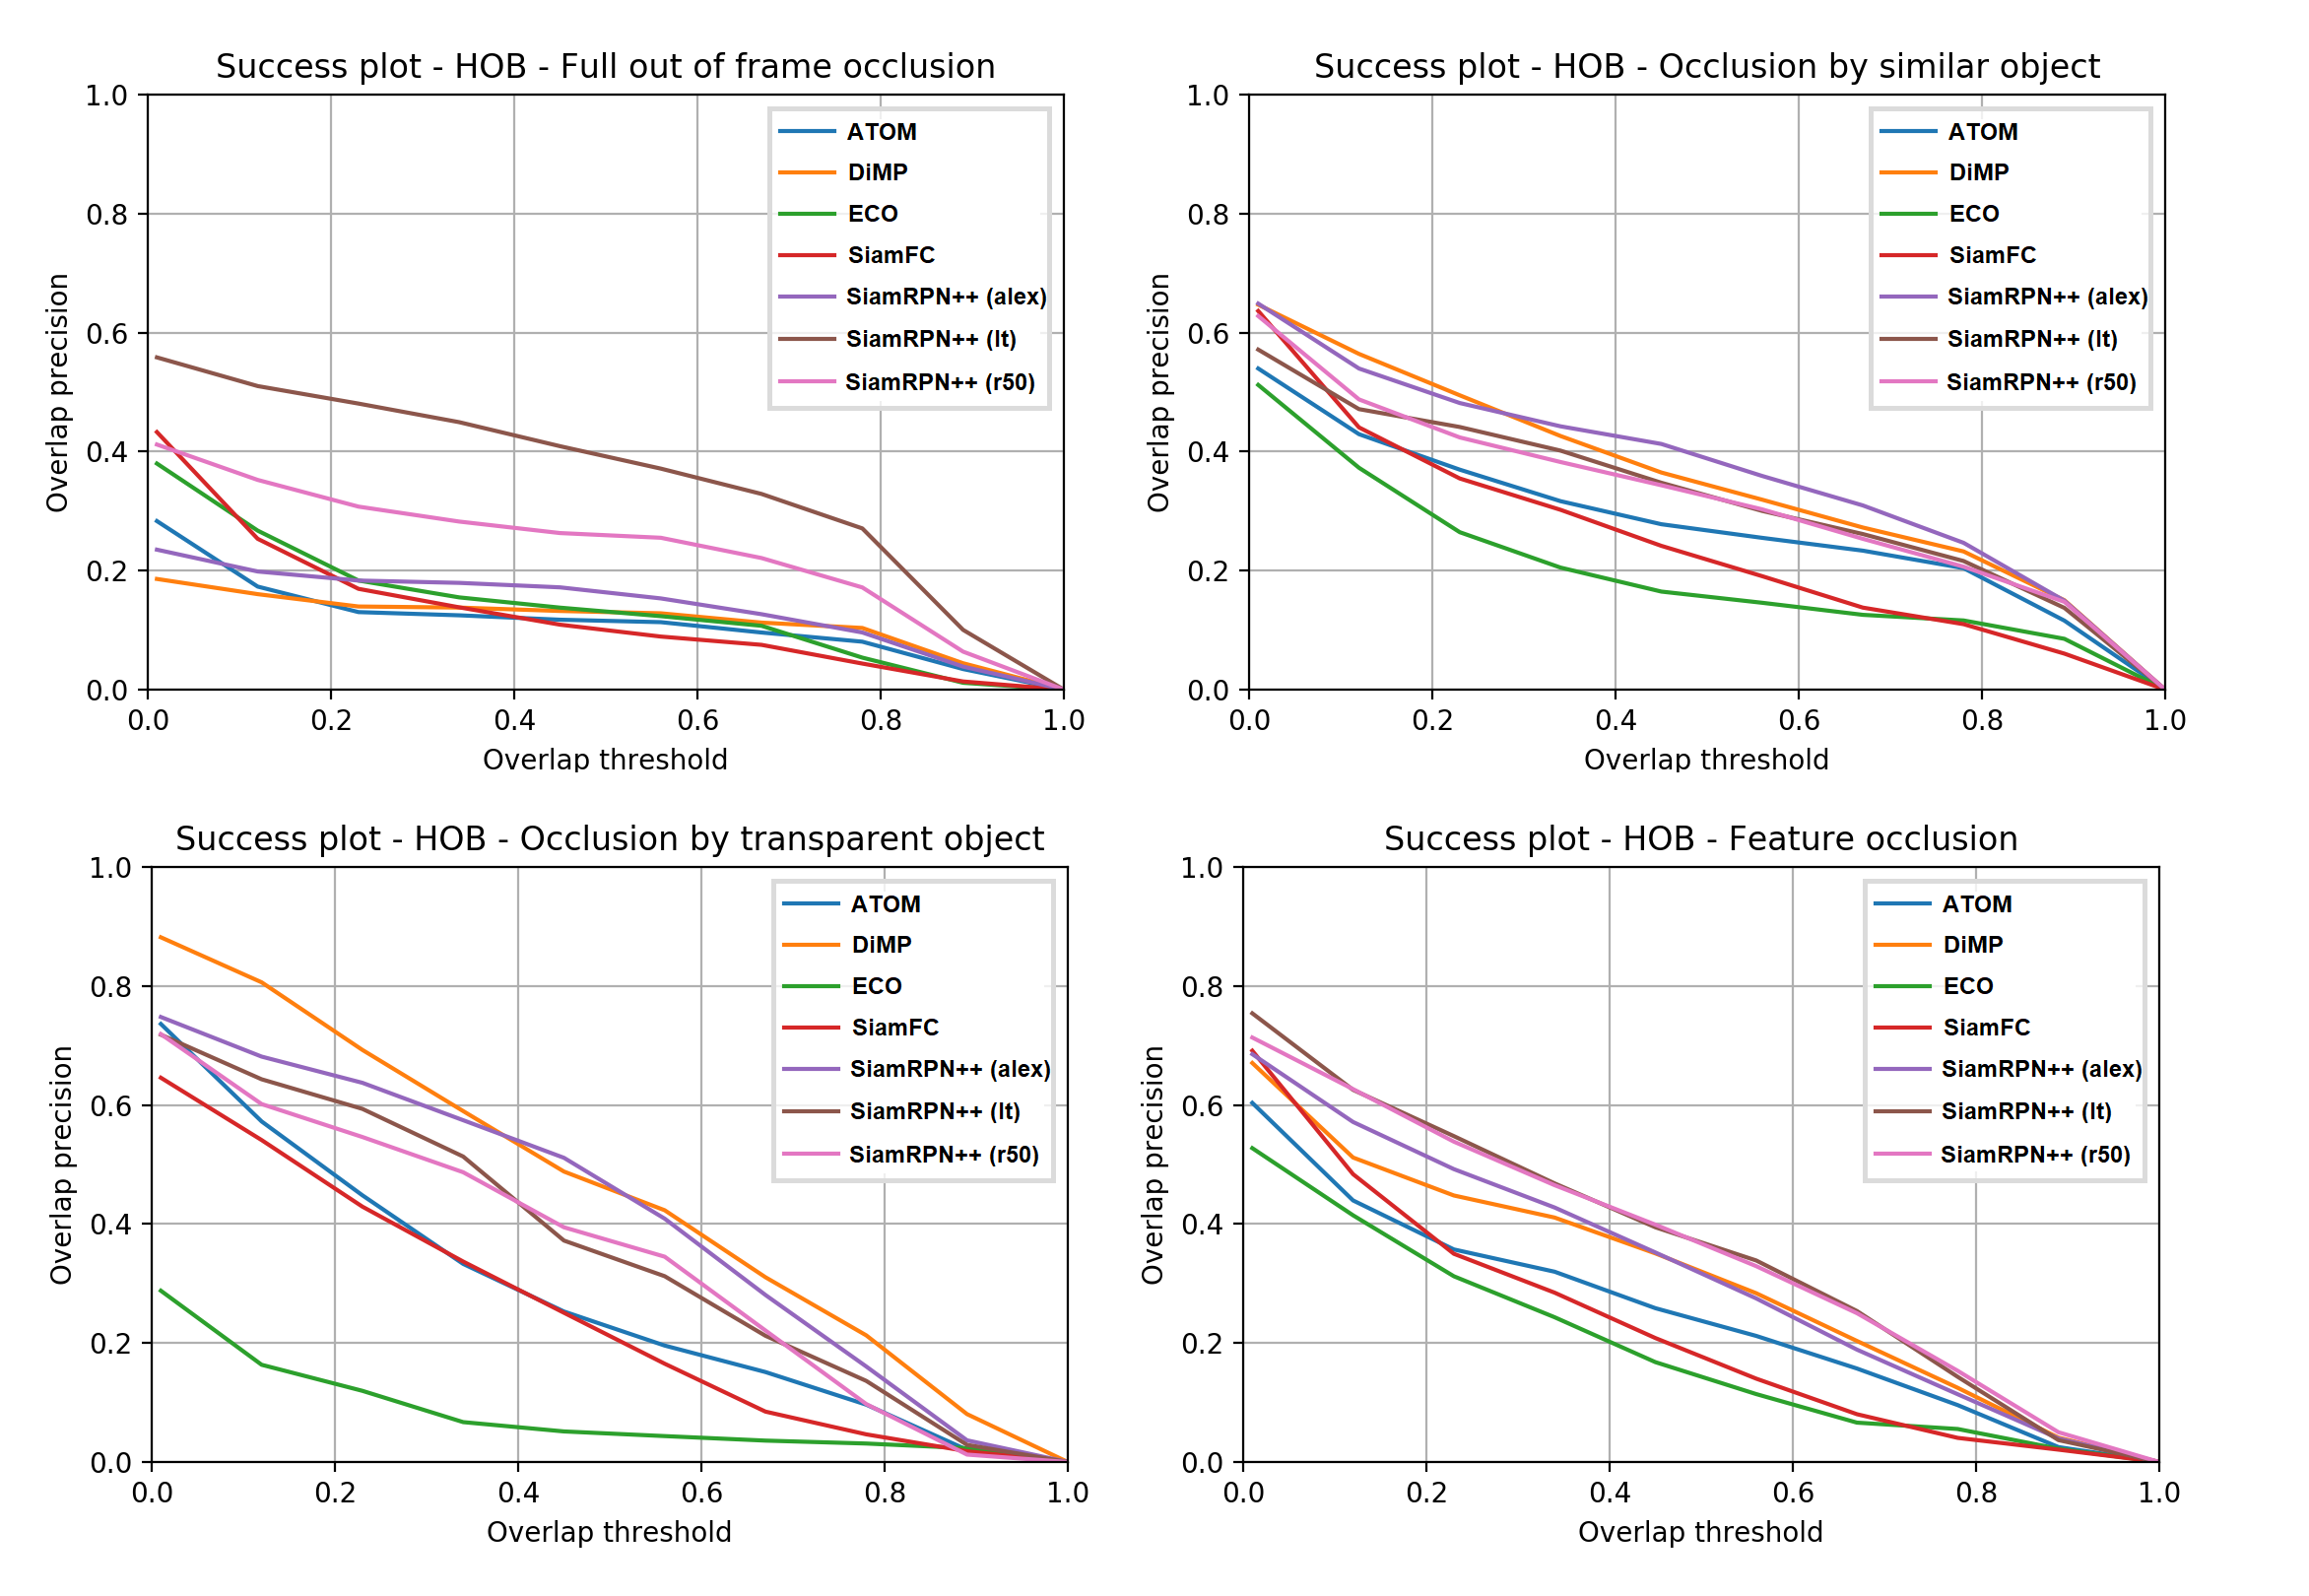 Success plot - HOB - Full out of frame occlusion
1.0
0.8
0.6
0.4
0.2
0.0
Overlap precision
ATOM
DiMP
ECO
SiamFC
SiamRPN++ (alex)
SiamRPN++ (lt)
SiamRPN++ (r50)
0.0 0.2 0.4 0.6 0.8 1.0
Overlap threshold
Success plot - HOB - Occlusion by similar object
1.0
0.8
0.6
0.4
0.2
0.0
Overlap precision
ATOM
DiMP
ECO
SiamFC
SiamRPN++ (alex)
SiamRPN++ (lt)
SiamRPN++ (r50)
0.0 0.2 0.4 0.6 0.8 1.0
Overlap threshold
Success plot - HOB - Occlusion by transparent object
1.0
0.8
0.6
0.4
0.2
0.0
Overlap precision
ATOM
DiMP
ECO
SiamFC
SiamRPN++ (alex)
SiamRPN++ (lt)
SiamRPN++ (r50)
0.0 0.2 0.4 0.6 0.8 1.0
Overlap threshold
Success plot - HOB - Feature occlusion
1.0
0.8
0.6
0.4
0.2
0.0
Overlap precision
ATOM
DiMP
ECO
SiamFC
SiamRPN++ (alex)
SiamRPN++ (lt)
SiamRPN++ (r50)
0.0 0.2 0.4 0.6 0.8 1.0
Overlap threshold